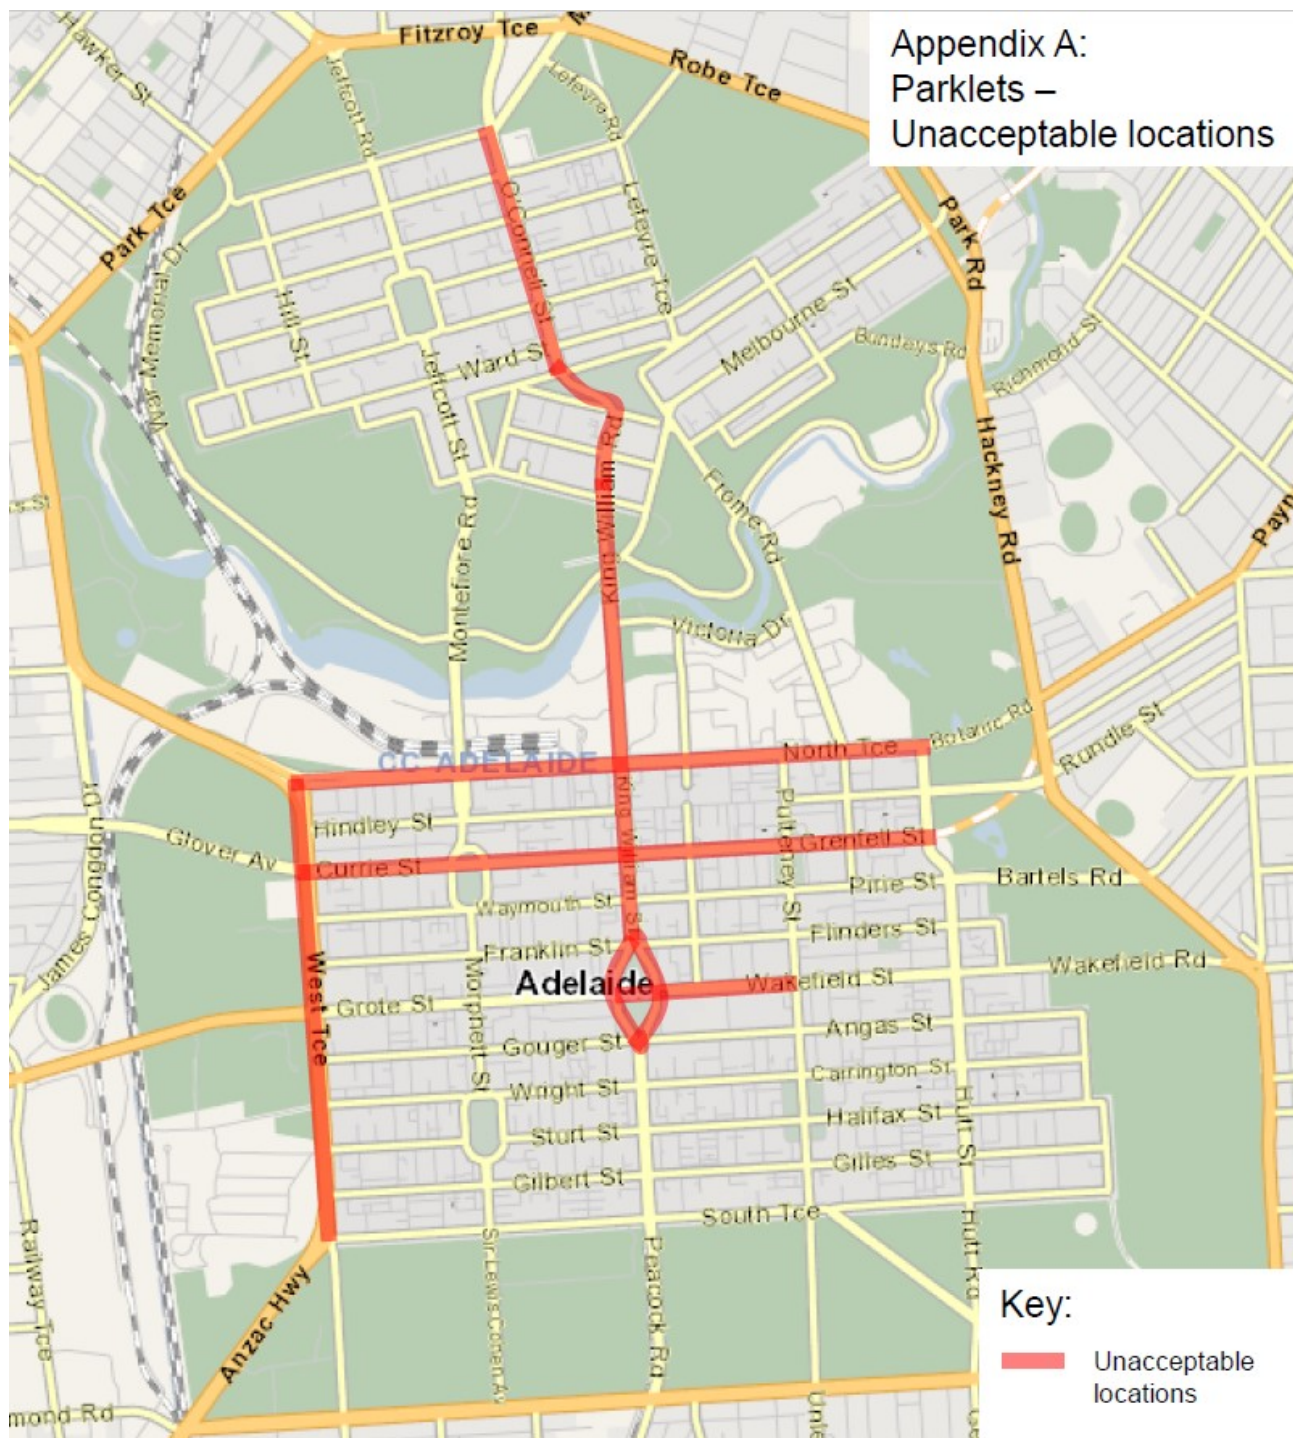 Appendix A:
Parklets –
Unacceptable locations
Fitzroy Tce
Robe Tce
Hawker St
Jeffcott Rd
Lefevre Rd
Park Tce
O'Connell St
Lefevre Tce
Park Rd
War Memorial Dr
Hill St
Melbourne St
Bundeys Rd
Richmond St
Ward St
Jeffcott St
King William Rd
Hackney Rd
Frome Rd
Montefiore Rd
Victoria Dr
Botanic Rd
Rundle St
CC ADELAIDE
North Tce
James Congdon Dr
Glover Av
Hindley St
King William St
Pulteney St
Currie St
Grenfell St
Pirie St
Bartels Rd
Waymouth St
Flinders St
Franklin St
West Tce
Adelaide
Wakefield St
Wakefield Rd
Grote St
Morphett St
Gouger St
Angas St
Wright St
Carrington St
Sturt St
Halifax St
Hutt St
Gilbert St
Gilles St
South Tce
Railway Tce
Anzac Hwy
Sir Lewis Cohen Av
Peacock Rd
Hutt Rd
mond Rd
Key:
Unacceptable
locations